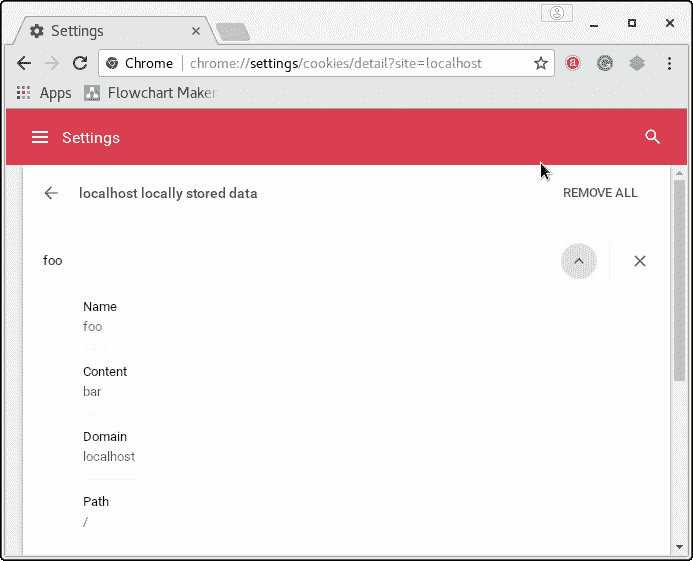 Settings
Chrome chrome://settings/cookies/detail?site=localhost
Apps Flowchart Maker
Settings
localhost locally stored data REMOVE ALL
foo
Name
foo
Content
bar
Domain
localhost
Path
/